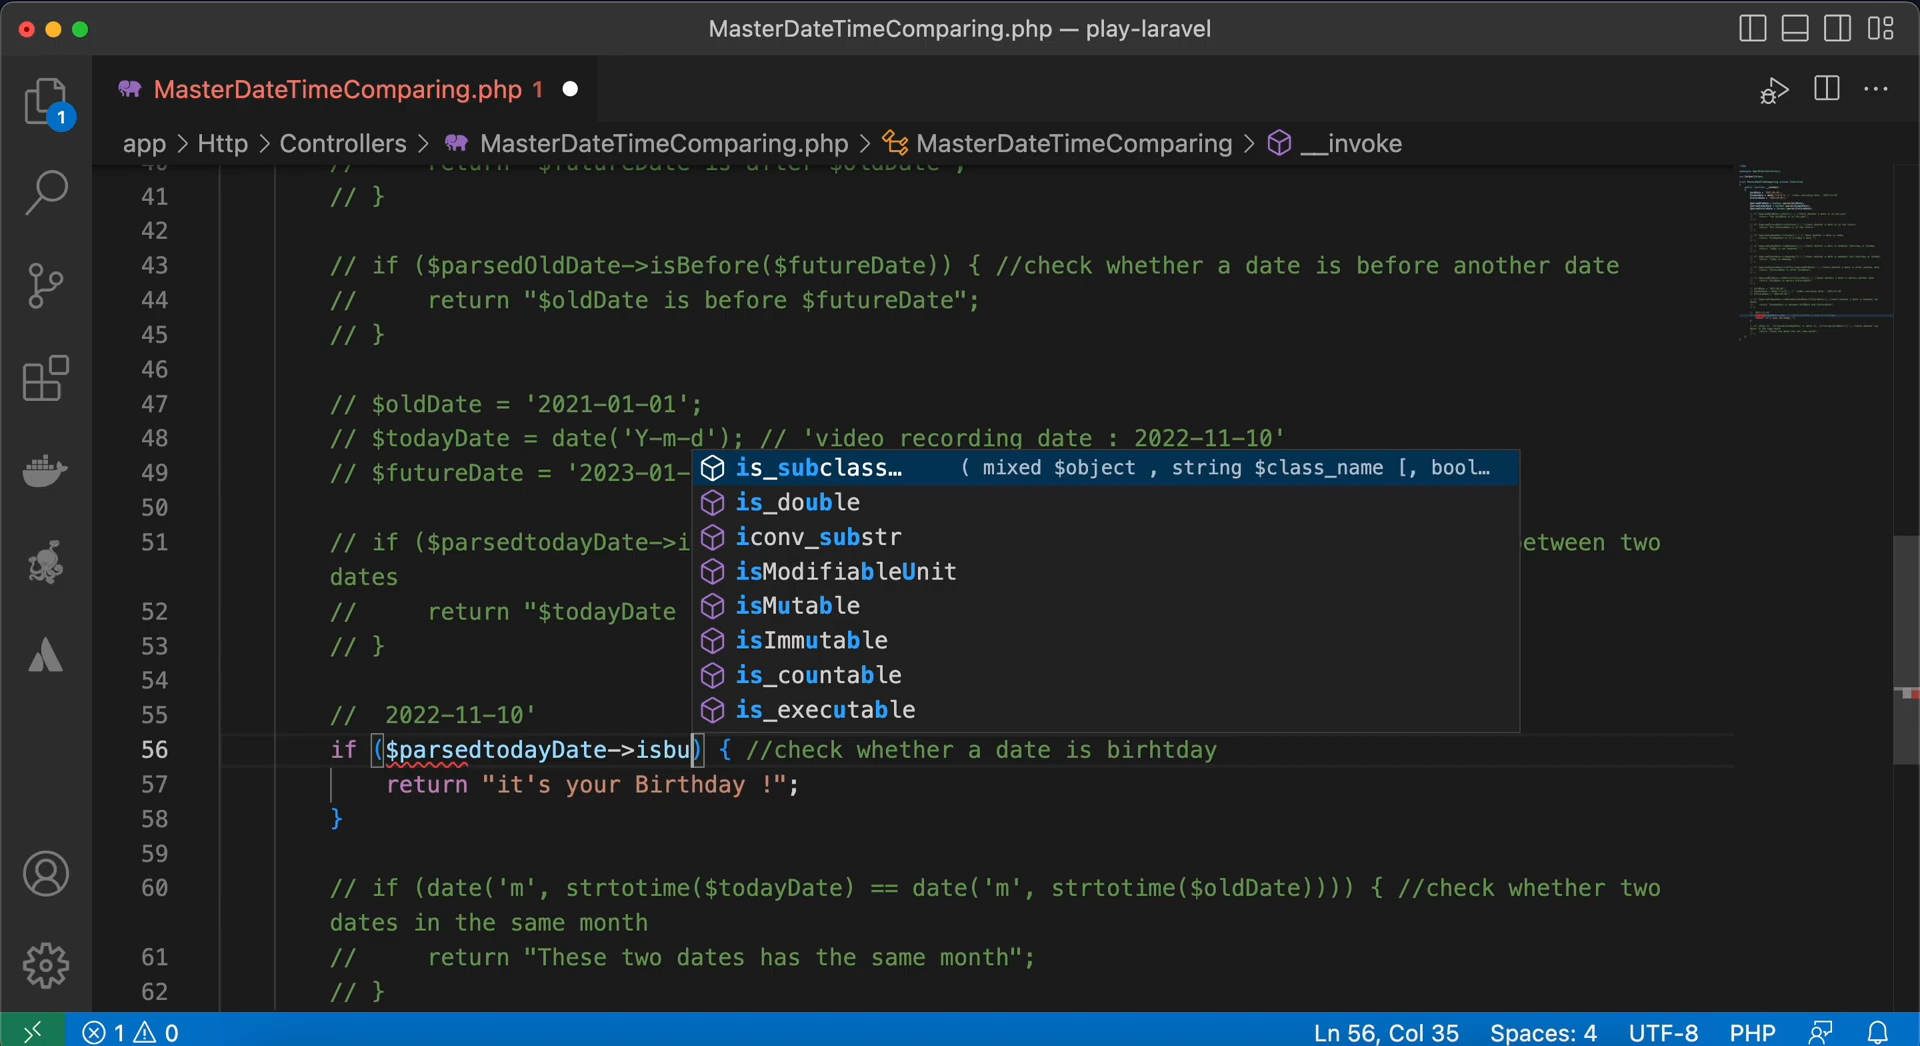 MasterDateTimeComparing.php — play-laravel
MasterDateTimeComparing.php 1
1
app > Http > Controllers > MasterDateTimeComparing.php > MasterDateTimeComparing > __invoke
40 // return "$futureDate is after $oldDate";
41 // }
42
43 // if ($parsedOldDate->isBefore($futureDate)) { //check whether a date is before another date
44 // return "$oldDate is before $futureDate";
45 // }
46
47 // $oldDate = '2021-01-01';
48 // $todayDate = date('Y-m-d'); // 'video recording date : 2022-11-10'
49 // $futureDate = '2023-01-
is_subclass… ( mixed $object , string $class_name [, bool…
50
is_double
iconv_substr
51 // if ($parsedtodayDate->i etween two
dates
isModifiableUnit
52 // return "$todayDate
isMutable
53 // }
isImmutable
54
is_countable
55 // 2022-11-10'
is_executable
56 if ($parsedtodayDate->isbu) { //check whether a date is birhtday
57 return "it's your Birthday !";
58 }
59
60 // if (date('m', strtotime($todayDate) == date('m', strtotime($oldDate)))) { //check whether two
dates in the same month
61 // return "These two dates has the same month";
62 // }
1 0 Ln 56, Col 35 Spaces: 4 UTF-8 PHP